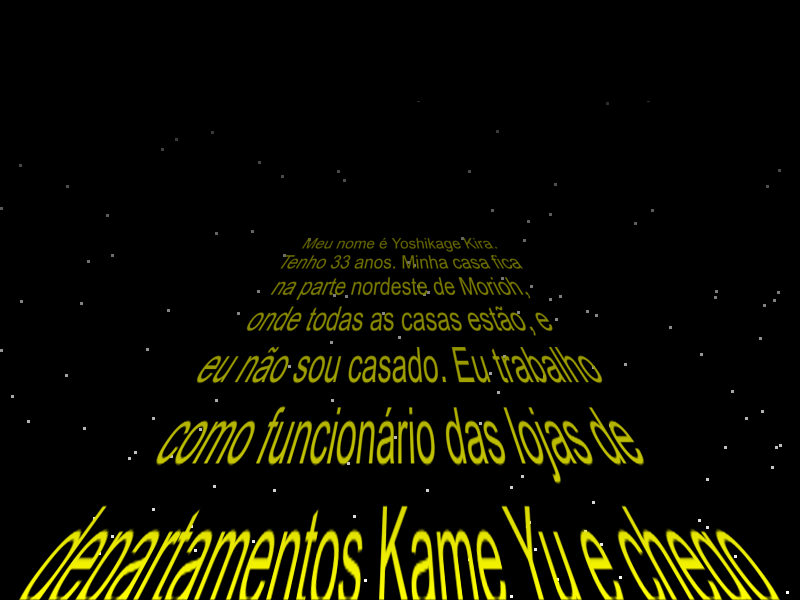 Meu nome é Yoshikage Kira.
Tenho 33 anos. Minha casa fica
na parte nordeste de Morioh,
onde todas as casas estão, e
eu não sou casado. Eu trabalho
como funcionário das lojas de
departamentos Kame Yu e chego